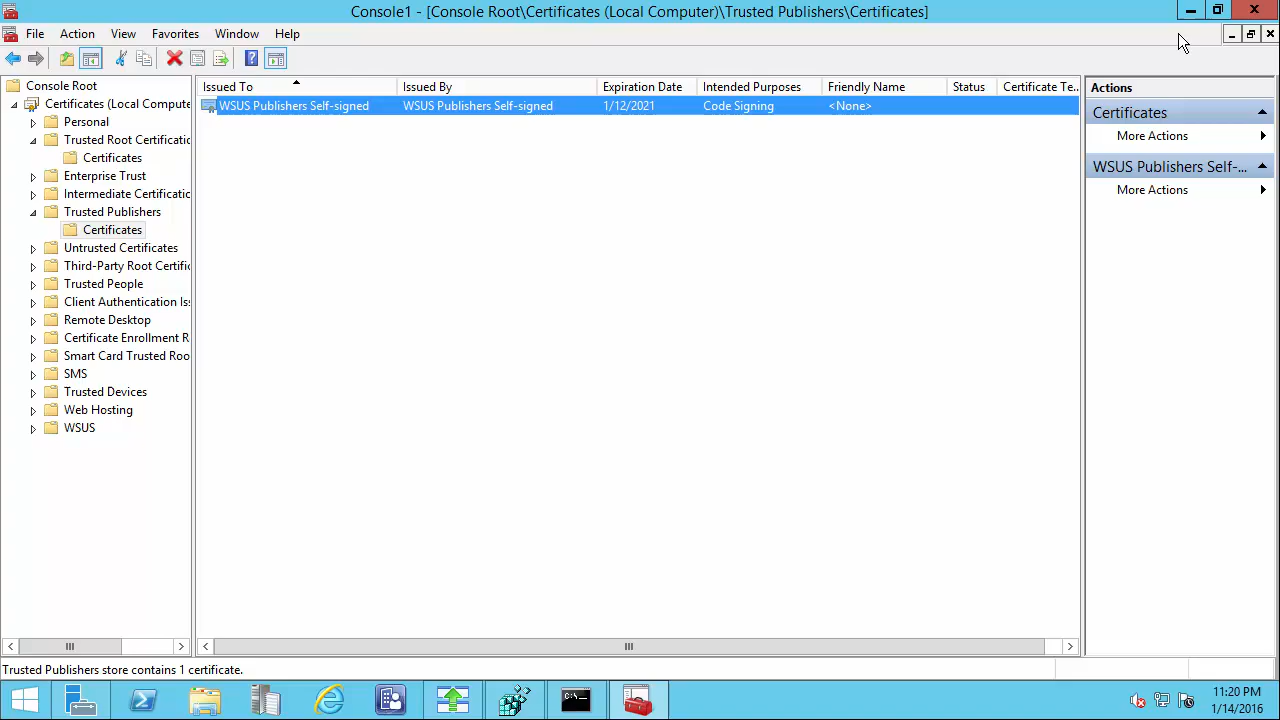 Console1 - [Console Root\Certificates (Local Computer)\Trusted Publishers\Certificates]
File Action View Favorites Window Help
Console Root
Certificates (Local Compute
Personal
Trusted Root Certificatic
Certificates
Enterprise Trust
Intermediate Certificatic
Trusted Publishers
Certificates
Untrusted Certificates
Third-Party Root Certific
Trusted People
Client Authentication Iss
Remote Desktop
Certificate Enrollment R
Smart Card Trusted Roo
SMS
Trusted Devices
Web Hosting
WSUS
Issued To Issued By Expiration Date Intended Purposes Friendly Name Status Certificate Te..
WSUS Publishers Self-signed WSUS Publishers Self-signed 1/12/2021 Code Signing <None>
Actions
Certificates
More Actions
WSUS Publishers Self-...
More Actions
Trusted Publishers store contains 1 certificate.
11:20 PM
1/14/2016